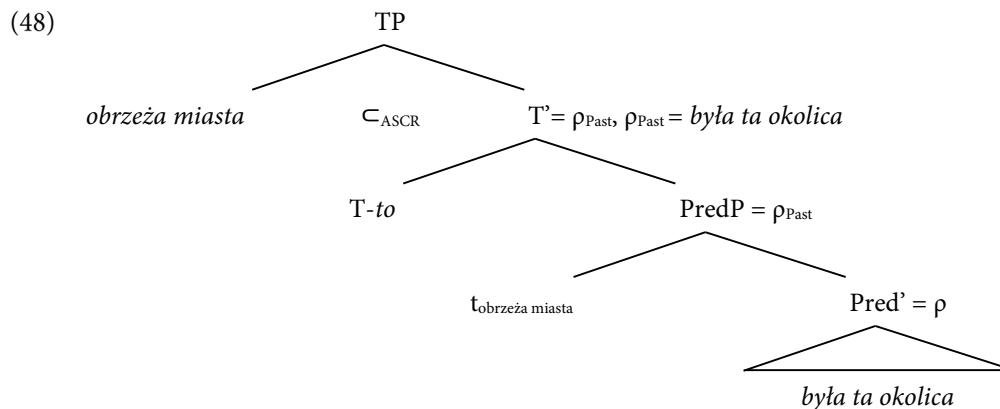 (48) TP
obrzeża miasta ⊂ASCR T’= ρPast, ρPast = była ta okolica
T-to PredP = ρPast
tobrzeża miasta Pred’ = ρ
była ta okolica